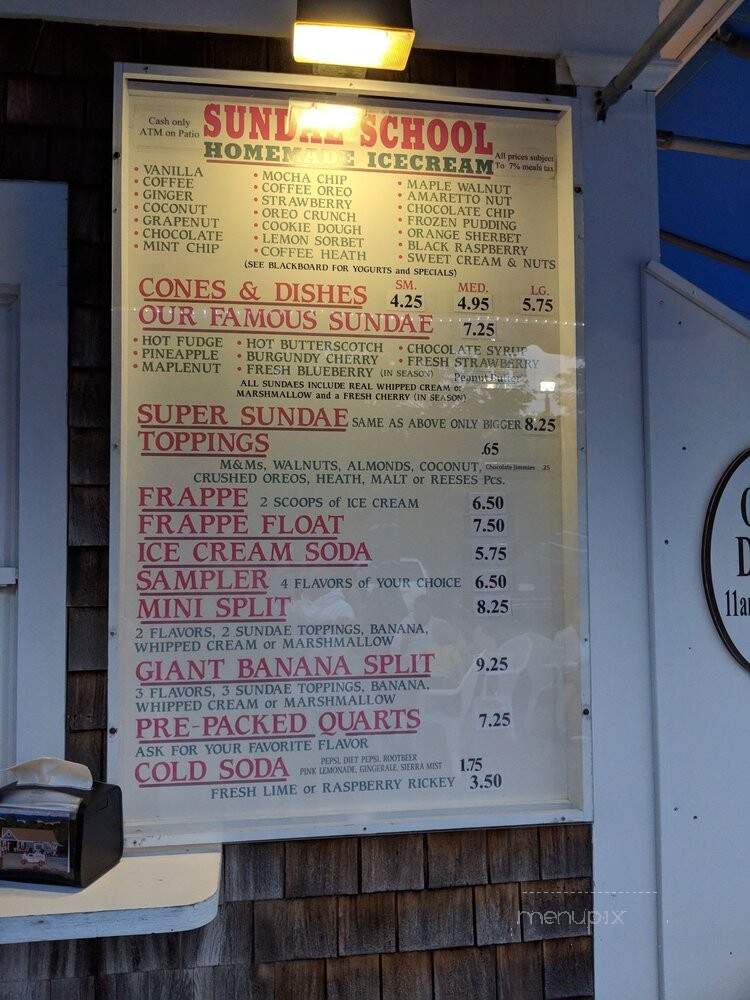 Cash only
ATM on Patio
SUNDAE SCHOOL
HOMEMADE ICECREAM
All prices subject
To 7% meals tax
• VANILLA
• COFFEE
• GINGER
• COCONUT
• GRAPENUT
• CHOCOLATE
• MINT CHIP
• MOCHA CHIP
• COFFEE OREO
• STRAWBERRY
• OREO CRUNCH
• COOKIE DOUGH
• LEMON SORBET
• COFFEE HEATH
• MAPLE WALNUT
• AMARETTO NUT
• CHOCOLATE CHIP
• FROZEN PUDDING
• ORANGE SHERBET
• BLACK RASPBERRY
• SWEET CREAM & NUTS
(SEE BLACKBOARD FOR YOGURTS and SPECIALS)
SM. MED. LG.
CONES & DISHES 4.25 4.95 5.75
OUR FAMOUS SUNDAE 7.25
• HOT FUDGE
• PINEAPPLE
• MAPLENUT
• HOT BUTTERSCOTCH
• BURGUNDY CHERRY
• FRESH BLUEBERRY (IN SEASON)
• CHOCOLATE SYRUP
• FRESH STRAWBERRY
Peanut Butter
ALL SUNDAES INCLUDE REAL WHIPPED CREAM or
MARSHMALLOW and a FRESH CHERRY (IN SEASON)
SUPER SUNDAE SAME AS ABOVE ONLY BIGGER 8.25
TOPPINGS .65
M&Ms, WALNUTS, ALMONDS, COCONUT, Chocolate Jimmies .25
CRUSHED OREOS, HEATH, MALT or REESES Pcs.
FRAPPE 2 SCOOPS of ICE CREAM 6.50
FRAPPE FLOAT 7.50
ICE CREAM SODA 5.75
SAMPLER 4 FLAVORS of YOUR CHOICE 6.50
MINI SPLIT 8.25
2 FLAVORS, 2 SUNDAE TOPPINGS, BANANA,
WHIPPED CREAM or MARSHMALLOW
GIANT BANANA SPLIT 9.25
3 FLAVORS, 3 SUNDAE TOPPINGS, BANANA,
WHIPPED CREAM or MARSHMALLOW
PRE-PACKED QUARTS 7.25
ASK FOR YOUR FAVORITE FLAVOR
COLD SODA PEPSI, DIET PEPSI, ROOTBEER 1.75
PINK LEMONADE, GINGERALE, SIERRA MIST
FRESH LIME or RASPBERRY RICKEY 3.50
menupix